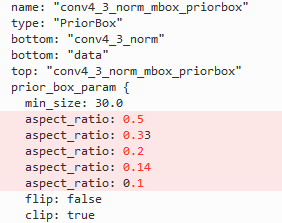 name: "conv4_3_norm_mbox_priorbox"
type: "PriorBox"
bottom: "conv4_3_norm"
bottom: "data"
top: "conv4_3_norm_mbox_priorbox"
prior_box_param {
min_size: 30.0
aspect_ratio: 0.5
aspect_ratio: 0.33
aspect_ratio: 0.2
aspect_ratio: 0.14
aspect_ratio: 0.1
flip: false
clip: true